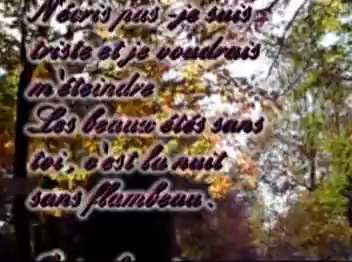 N'écris pas -je suis
triste et je voudrais
m'éteindre
Les beaux étés sans
toi, c'est la nuit
sans flambeau.